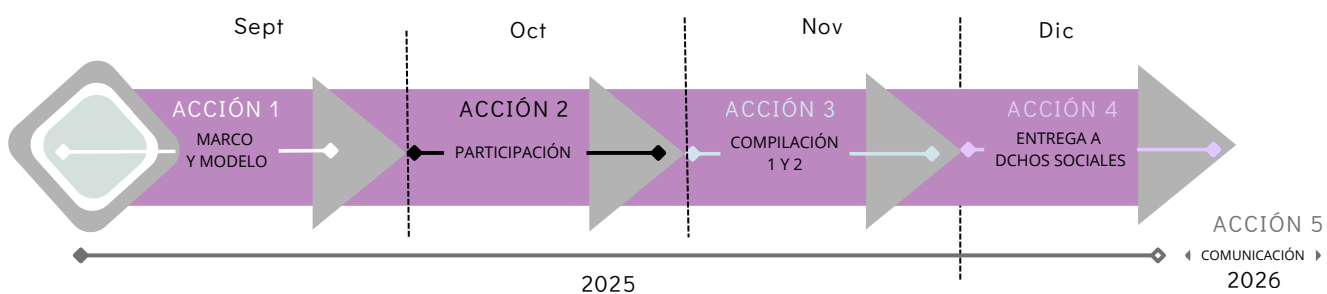 Sept
Oct
Nov
Dic
ACCIÓN 1
MARCO
Y MODELO
ACCIÓN 2
PARTICIPACIÓN
ACCIÓN 3
COMPILACIÓN
1 Y 2
ACCIÓN 4
ENTREGA A
DCHOS SOCIALES
ACCIÓN 5
COMUNICACIÓN
2025
2026